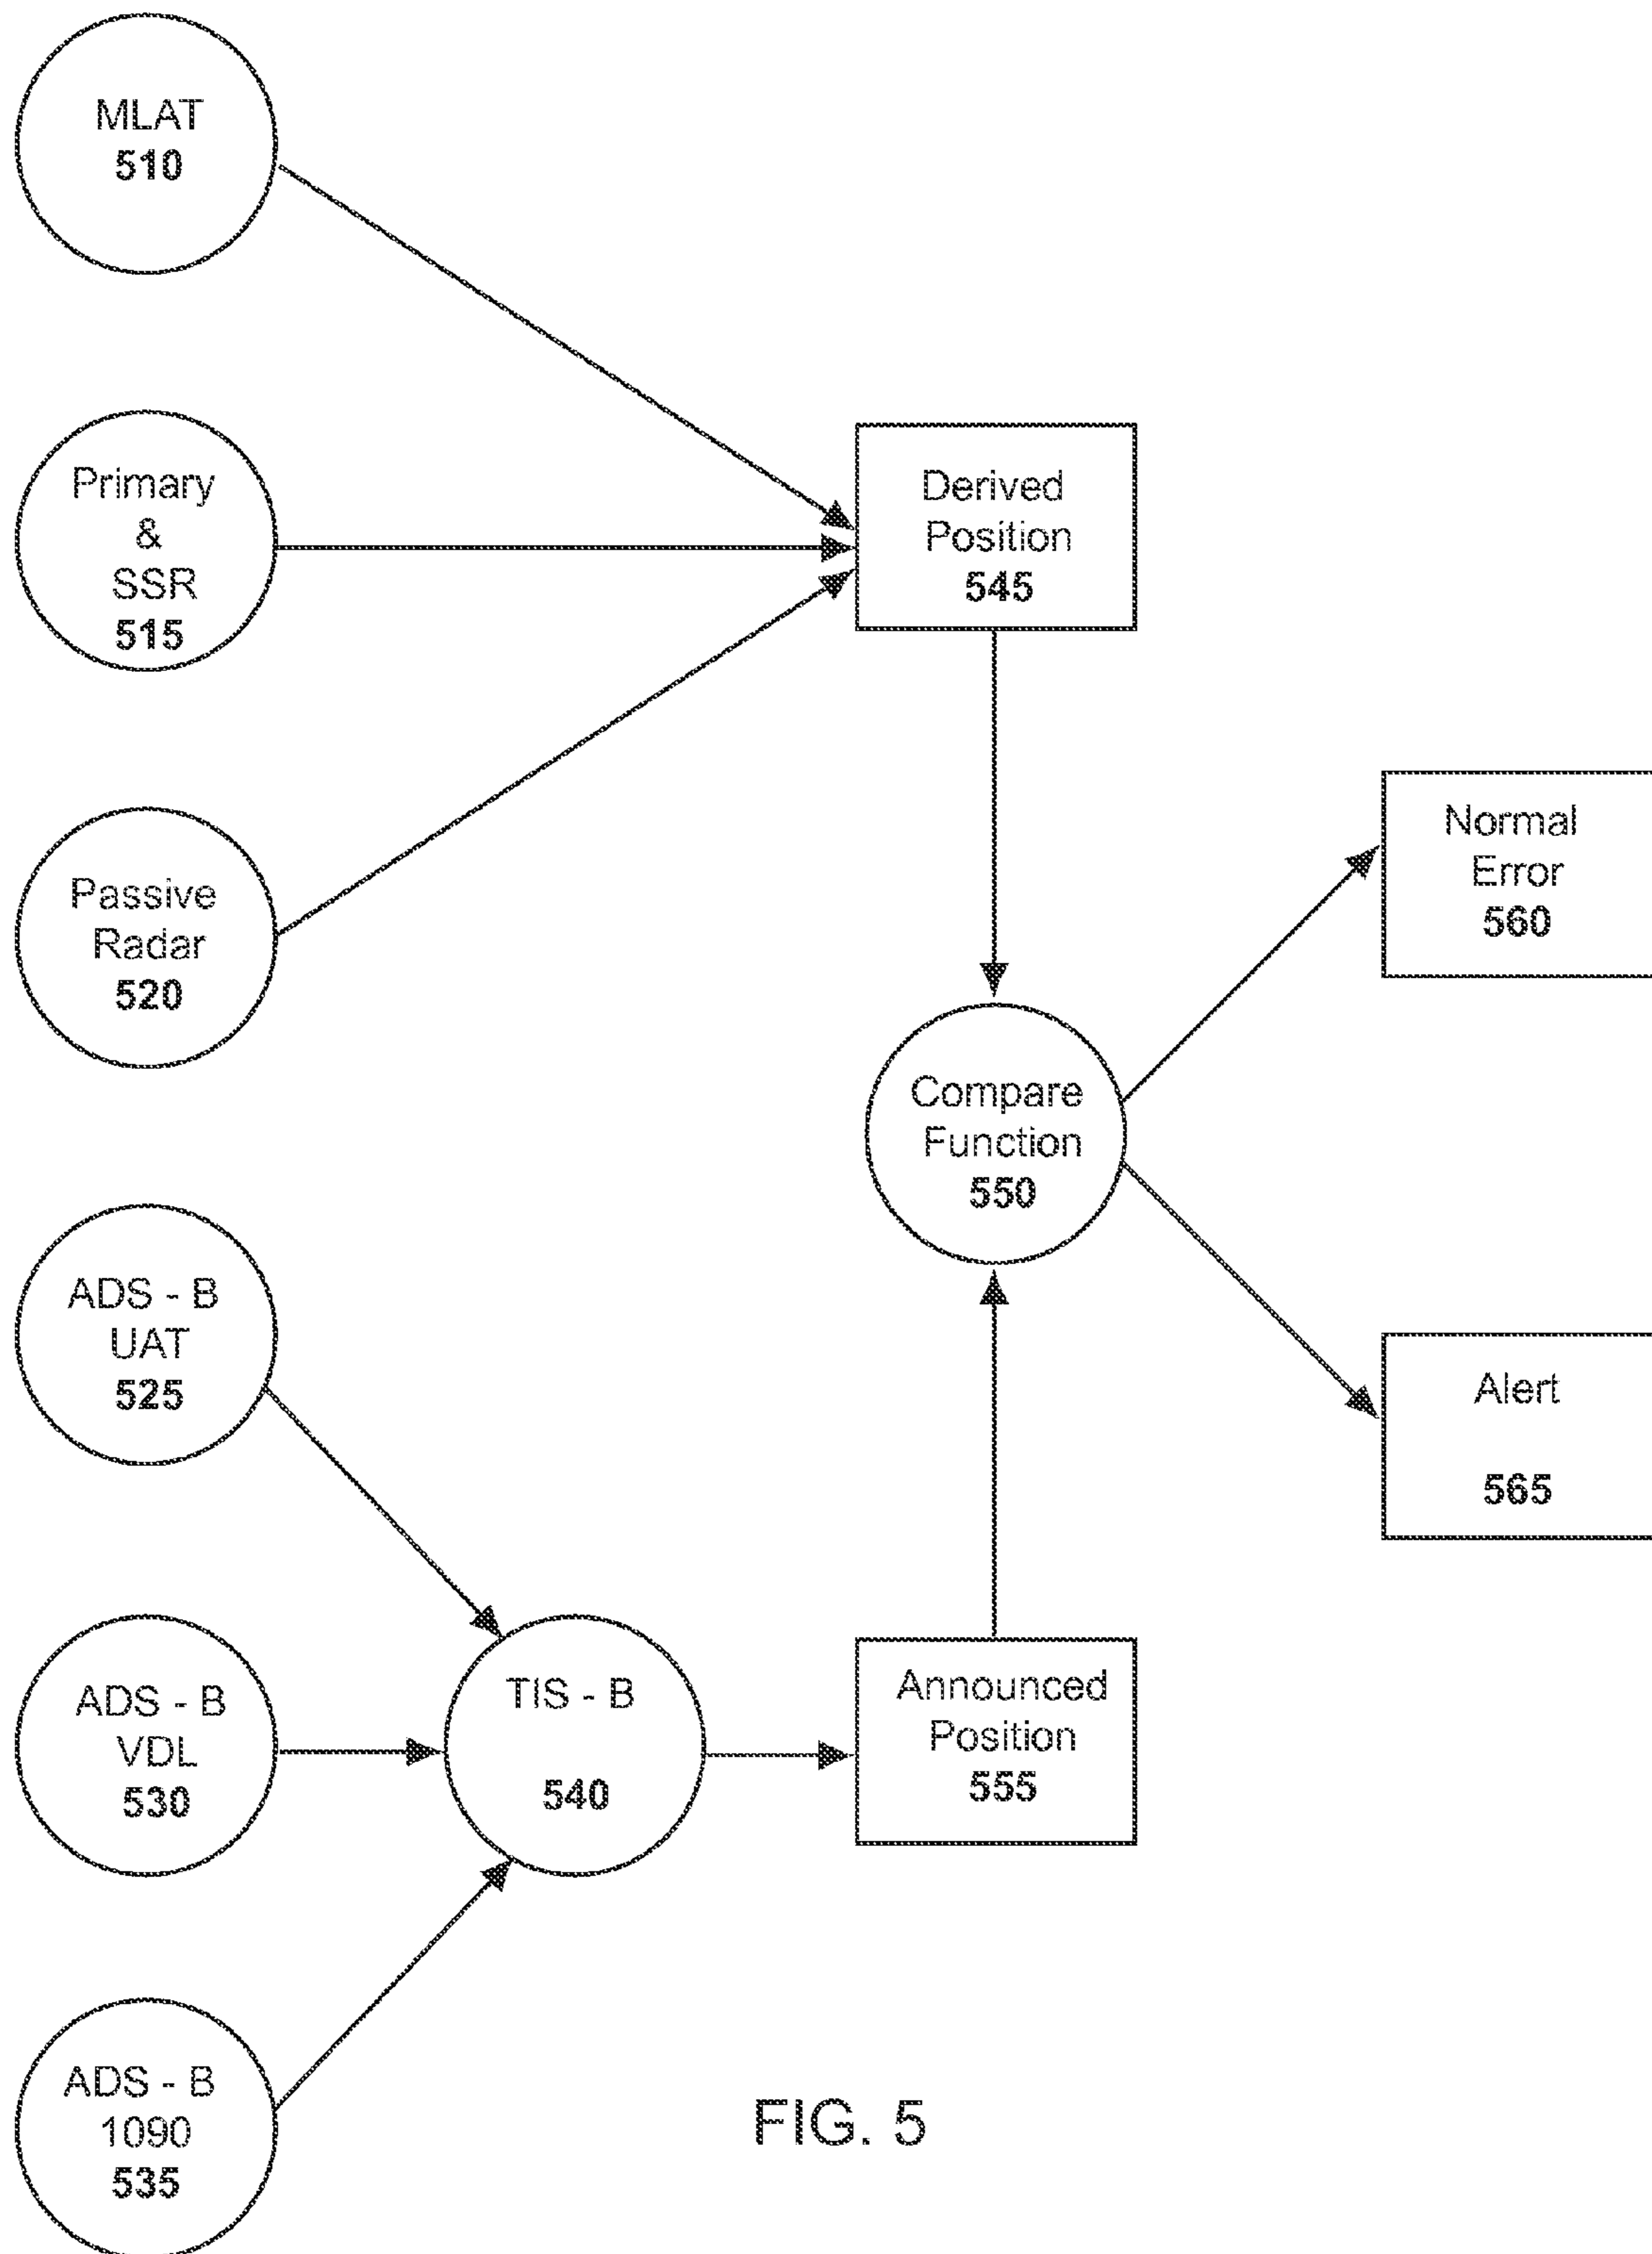 MLAT
510
Primary
&
SSR
515
Passive
Radar
520
ADS - B
UAT
525
ADS - B
VDL
530
ADS - B
1090
535
TIS - B
540
Derived
Position
545
Compare
Function
550
Announced
Position
555
Normal
Error
560
Alert
565
FIG. 5